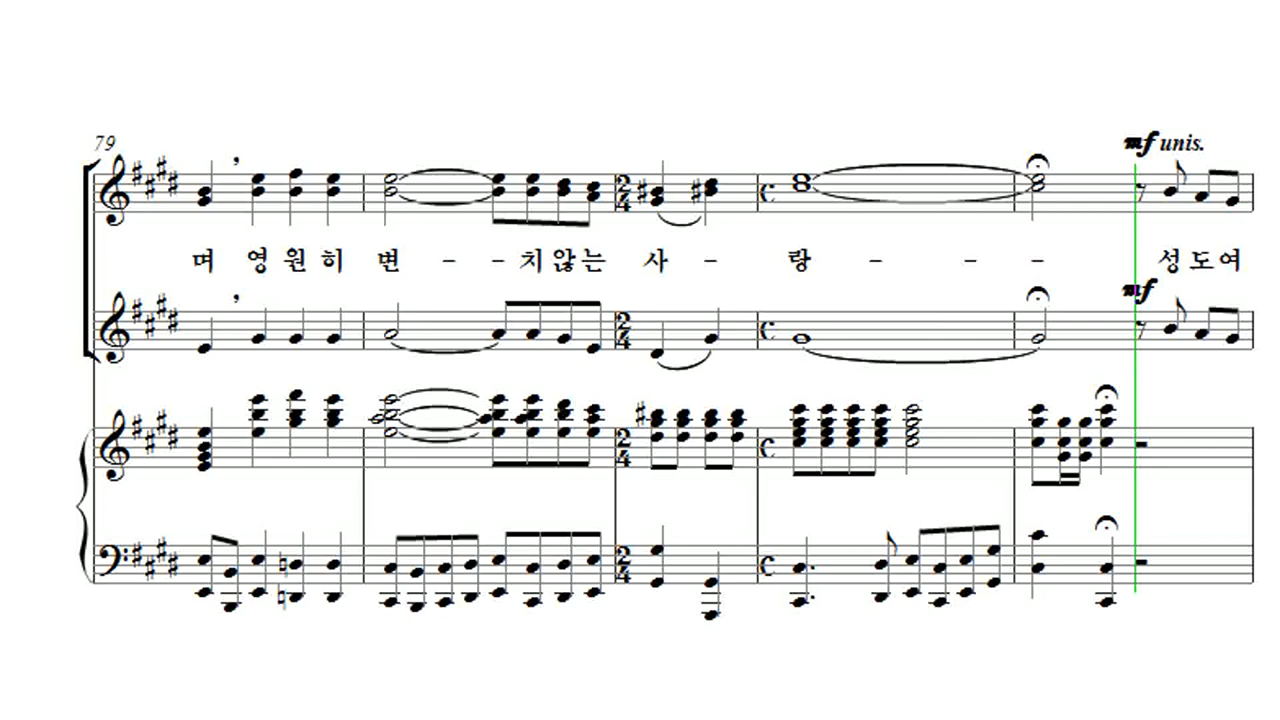 79
mf unis.
며 영 원 히 변 - - 치 않 는 사 - 랑 - - - 성 도 여
mf